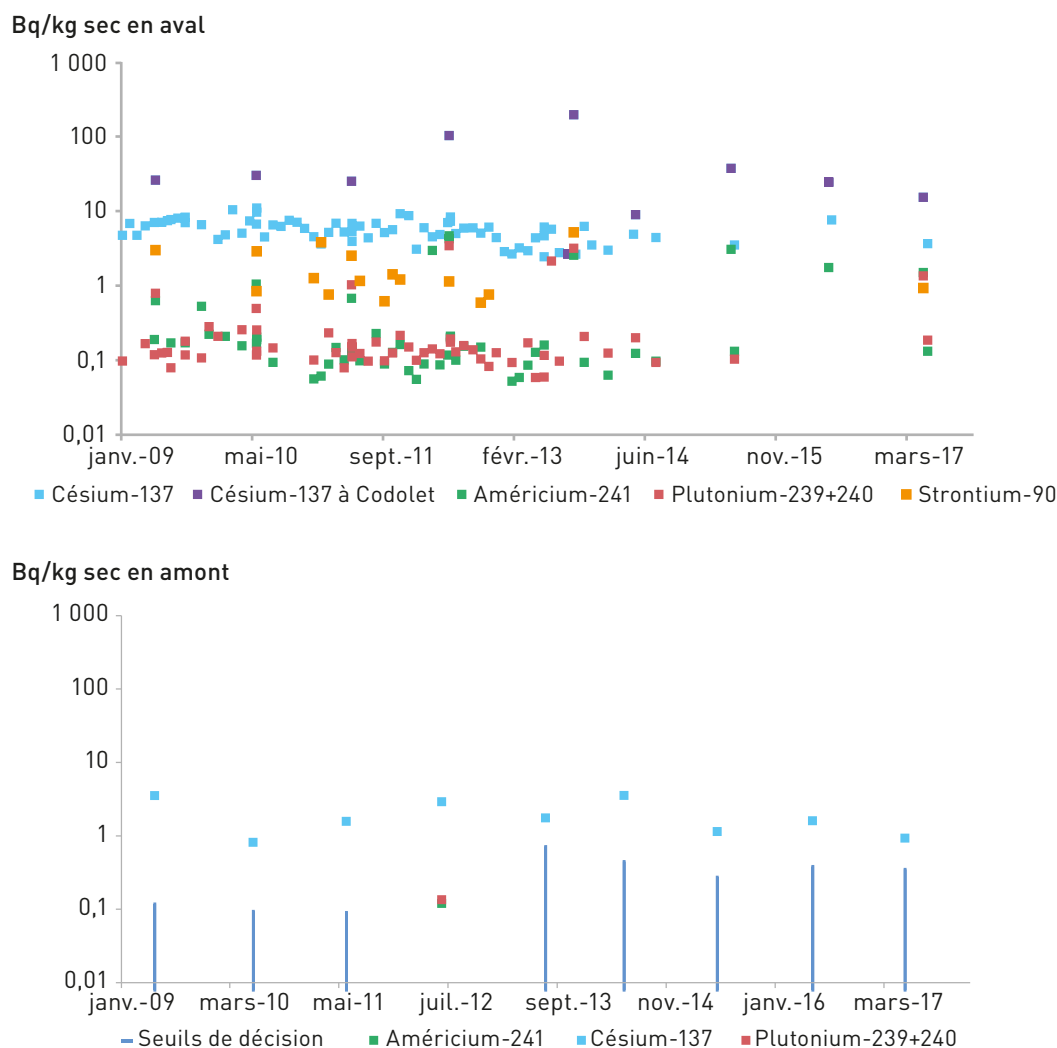 Bq/kg sec en aval
1 000
100
10
1
0,1
0,01
janv.-09 mai-10 sept.-11 févr.-13 juin-14 nov.-15 mars-17
Césium-137 Césium-137 à Codolet Américium-241 Plutonium-239+240 Strontium-90
Bq/kg sec en amont
1 000
100
10
1
0,1
0,01
janv.-09 mars-10 mai-11 juil.-12 sept.-13 nov.-14 janv.-16 mars-17
Seuils de décision Américium-241 Césium-137 Plutonium-239+240